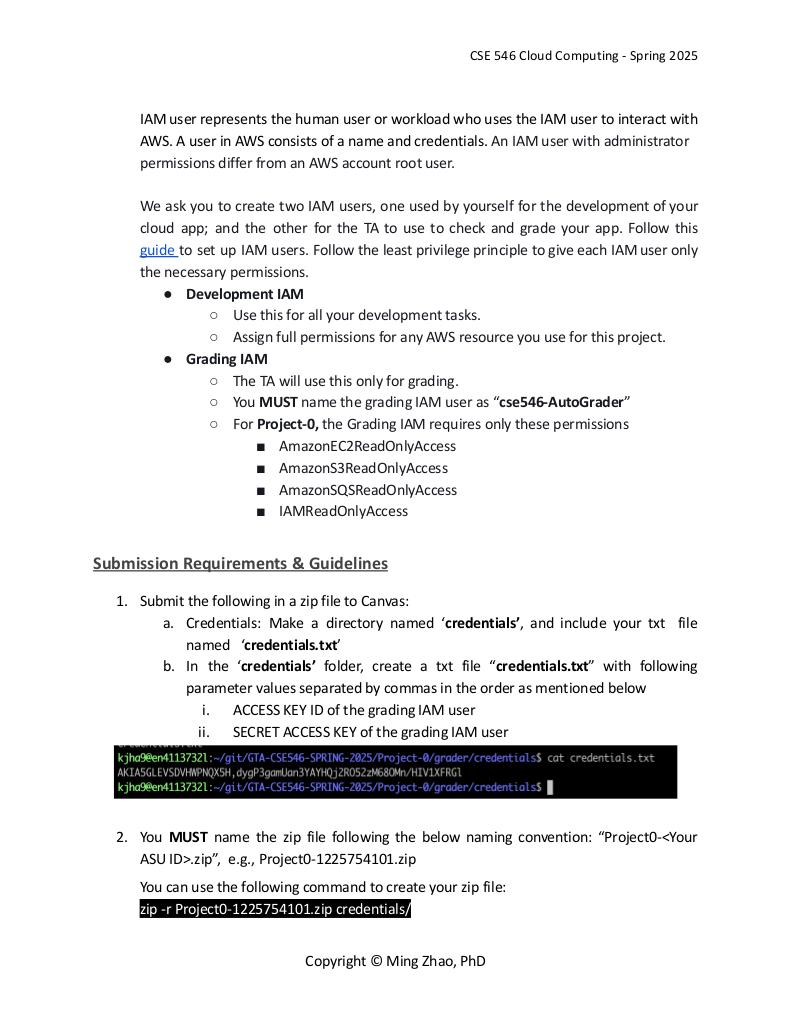 CSE 546 Cloud Computing - Spring 2025
IAM user represents the human user or workload who uses the IAM user to interact with
AWS. A user in AWS consists of a name and credentials. An IAM user with administrator
permissions differ from an AWS account root user.
We ask you to create two IAM users, one used by yourself for the development of your
cloud app; and the other for the TA to use to check and grade your app. Follow this
guide to set up IAM users. Follow the least privilege principle to give each IAM user only
the necessary permissions.
● Development IAM
○ Use this for all your development tasks.
○ Assign full permissions for any AWS resource you use for this project.
● Grading IAM
○ The TA will use this only for grading.
○ You MUST name the grading IAM user as “cse546-AutoGrader”
○ For Project-0, the Grading IAM requires only these permissions
■ AmazonEC2ReadOnlyAccess
■ AmazonS3ReadOnlyAccess
■ AmazonSQSReadOnlyAccess
■ IAMReadOnlyAccess
Submission Requirements & Guidelines
1. Submit the following in a zip file to Canvas:
a. Credentials: Make a directory named ‘credentials’, and include your txt file
named ‘credentials.txt’
b. In the ‘credentials’ folder, create a txt file “credentials.txt” with following
parameter values separated by commas in the order as mentioned below
i. ACCESS KEY ID of the grading IAM user
ii. SECRET ACCESS KEY of the grading IAM user
kjha9@en4113732l:~/git/GTA-CSE546-SPRING-2025/Project-0/grader/credentials$ cat credentials.txt
AKIA5GLEVSDVHWPNQX5H,dygP3gamUan3YAYHQj2RO52zM68OMn/HIV1XFRGl
kjha9@en4113732l:~/git/GTA-CSE546-SPRING-2025/Project-0/grader/credentials$
2. You MUST name the zip file following the below naming convention: “Project0-<Your
ASU ID>.zip”, e.g., Project0-1225754101.zip
You can use the following command to create your zip file:
zip -r Project0-1225754101.zip credentials/
Copyright © Ming Zhao, PhD